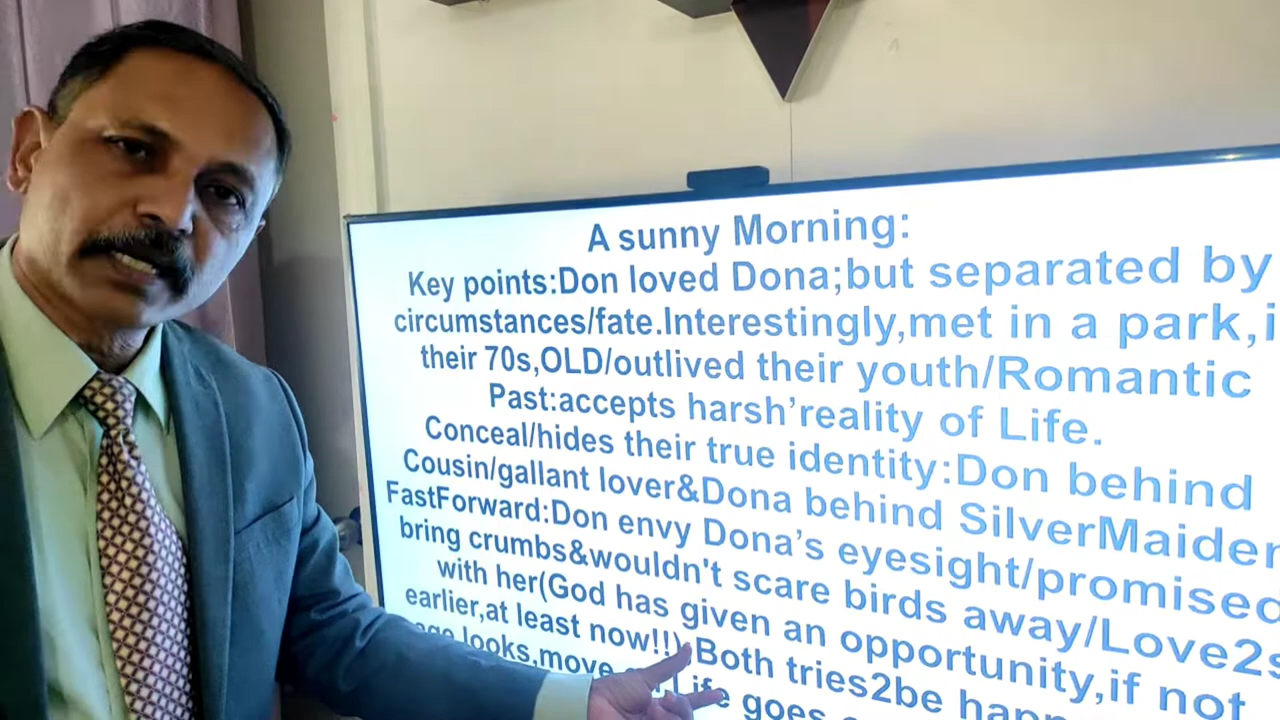 A sunny Morning:
Key points:Don loved Dona;but separated by
circumstances/fate.Interestingly,met in a park,i
their 70s,OLD/outlived their youth/Romantic
Past:accepts harsh’reality of Life.
Conceal/hides their true identity:Don behind
Cousin/gallant lover&Dona behind SilverMaiden
FastForward:Don envy Dona’s eyesight/promised
bring crumbs&wouldn't scare birds away/Love2s
with her(God has given an opportunity,if not
earlier,at least now!!).Both tries2be happ
looks,move Life goes